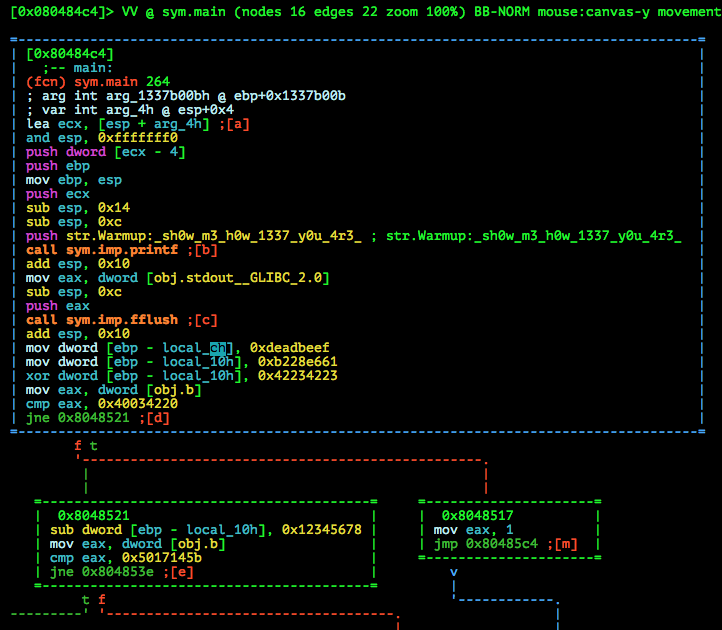 [0x080484c4]> VV @ sym.main (nodes 16 edges 22 zoom 100%) BB-NORM mouse:canvas-y movement
[0x80484c4]
;-- main:
(fcn) sym.main 264
; arg int arg_1337b00bh @ ebp+0x1337b00b
; var int arg_4h @ esp+0x4
lea ecx, [esp + arg_4h] ;[a]
and esp, 0xfffffff0
push dword [ecx - 4]
push ebp
mov ebp, esp
push ecx
sub esp, 0x14
sub esp, 0xc
push str.Warmup:_sh0w_m3_h0w_1337_y0u_4r3_ ; str.Warmup:_sh0w_m3_h0w_1337_y0u_4r3_
call sym.imp.printf ;[b]
add esp, 0x10
mov eax, dword [obj.stdout__GLIBC_2.0]
sub esp, 0xc
push eax
call sym.imp.fflush ;[c]
add esp, 0x10
mov dword [ebp - local_ch], 0xdeadbeef
mov dword [ebp - local_10h], 0xb228e661
xor dword [ebp - local_10h], 0x42234223
mov eax, dword [obj.b]
cmp eax, 0x40034220
jne 0x8048521 ;[d]
f t
0x8048521
sub dword [ebp - local_10h], 0x12345678
mov eax, dword [obj.b]
cmp eax, 0x5017145b
jne 0x804853e ;[e]
0x8048517
mov eax, 1
jmp 0x80485c4 ;[m]
v
t f